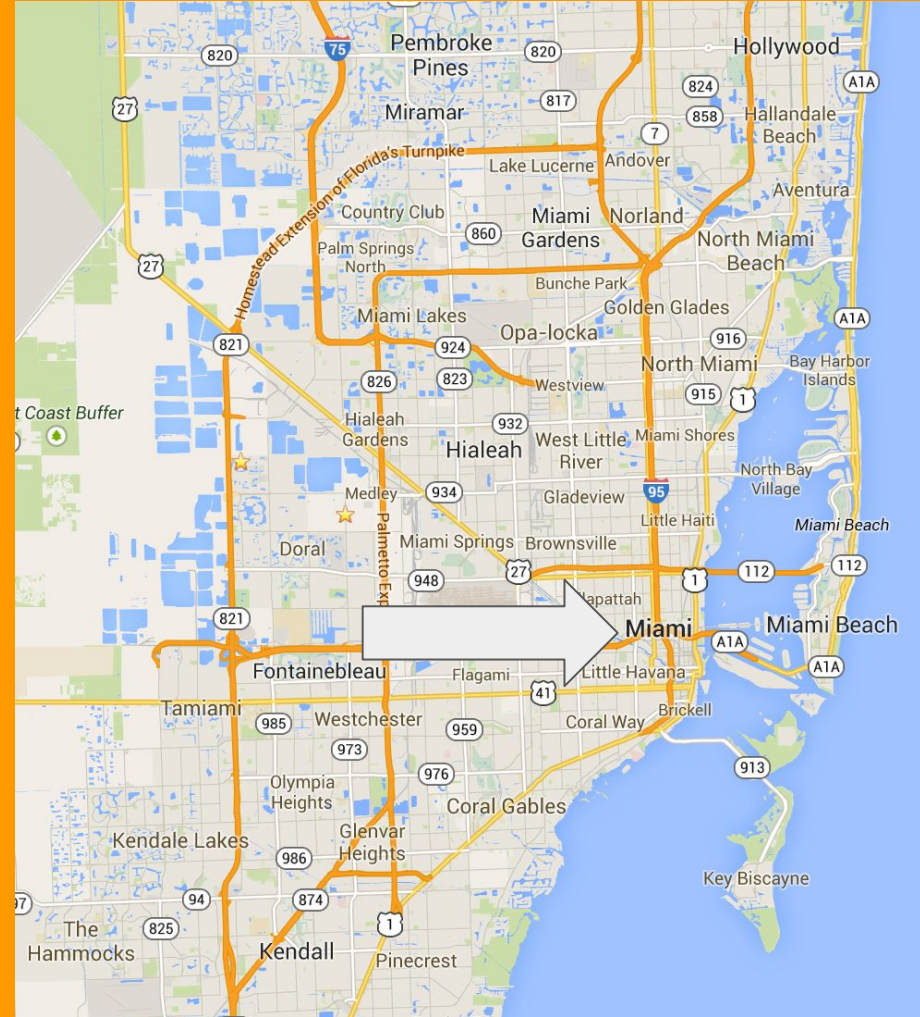 820
75
Pembroke
Pines
820
Hollywood
27
Miramar
817
824
A1A
858
Hallandale
Beach
7
Homestead Extension of Florida's Turnpike
Lake Lucerne
Andover
Aventura
Country Club
860
Miami
Gardens
Norland
Palm Springs
North
North Miami
Beach
27
Bunche Park
Golden Glades
Miami Lakes
A1A
821
924
Opa-locka
916
826
823
Westview
North Miami
Bay Harbor
Islands
915
1
t Coast Buffer
Hialeah
Gardens
932
Hialeah
West Little
River
Miami Shores
Medley
934
Gladeview
95
North Bay
Village
Little Haiti
Miami Beach
Palmetto Exp
Doral
Miami Springs
Brownsville
948
27
1
112
112
821
lapattah
Miami
A1A
Miami Beach
Fontainebleau
Flagami
Little Havana
A1A
41
Tamiami
Brickell
985
Westchester
959
Coral Way
973
976
913
Olympia
Heights
Coral Gables
Kendale Lakes
Glenvar
Heights
986
Key Biscayne
97
94
874
The
Hammocks
825
1
Kendall
Pinecrest